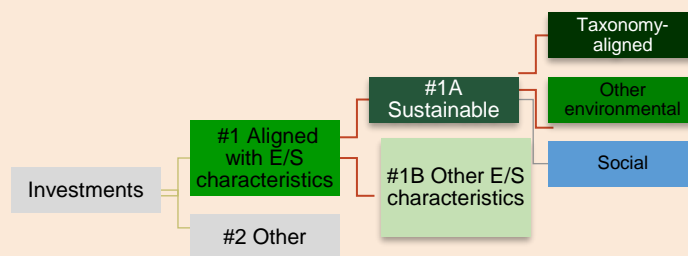 Taxonomy-
aligned
#1A
Sustainable
Other
environmental
#1 Aligned
with E/S
characteristics
Social
#1B Other E/S
characteristics
Investments
#2 Other